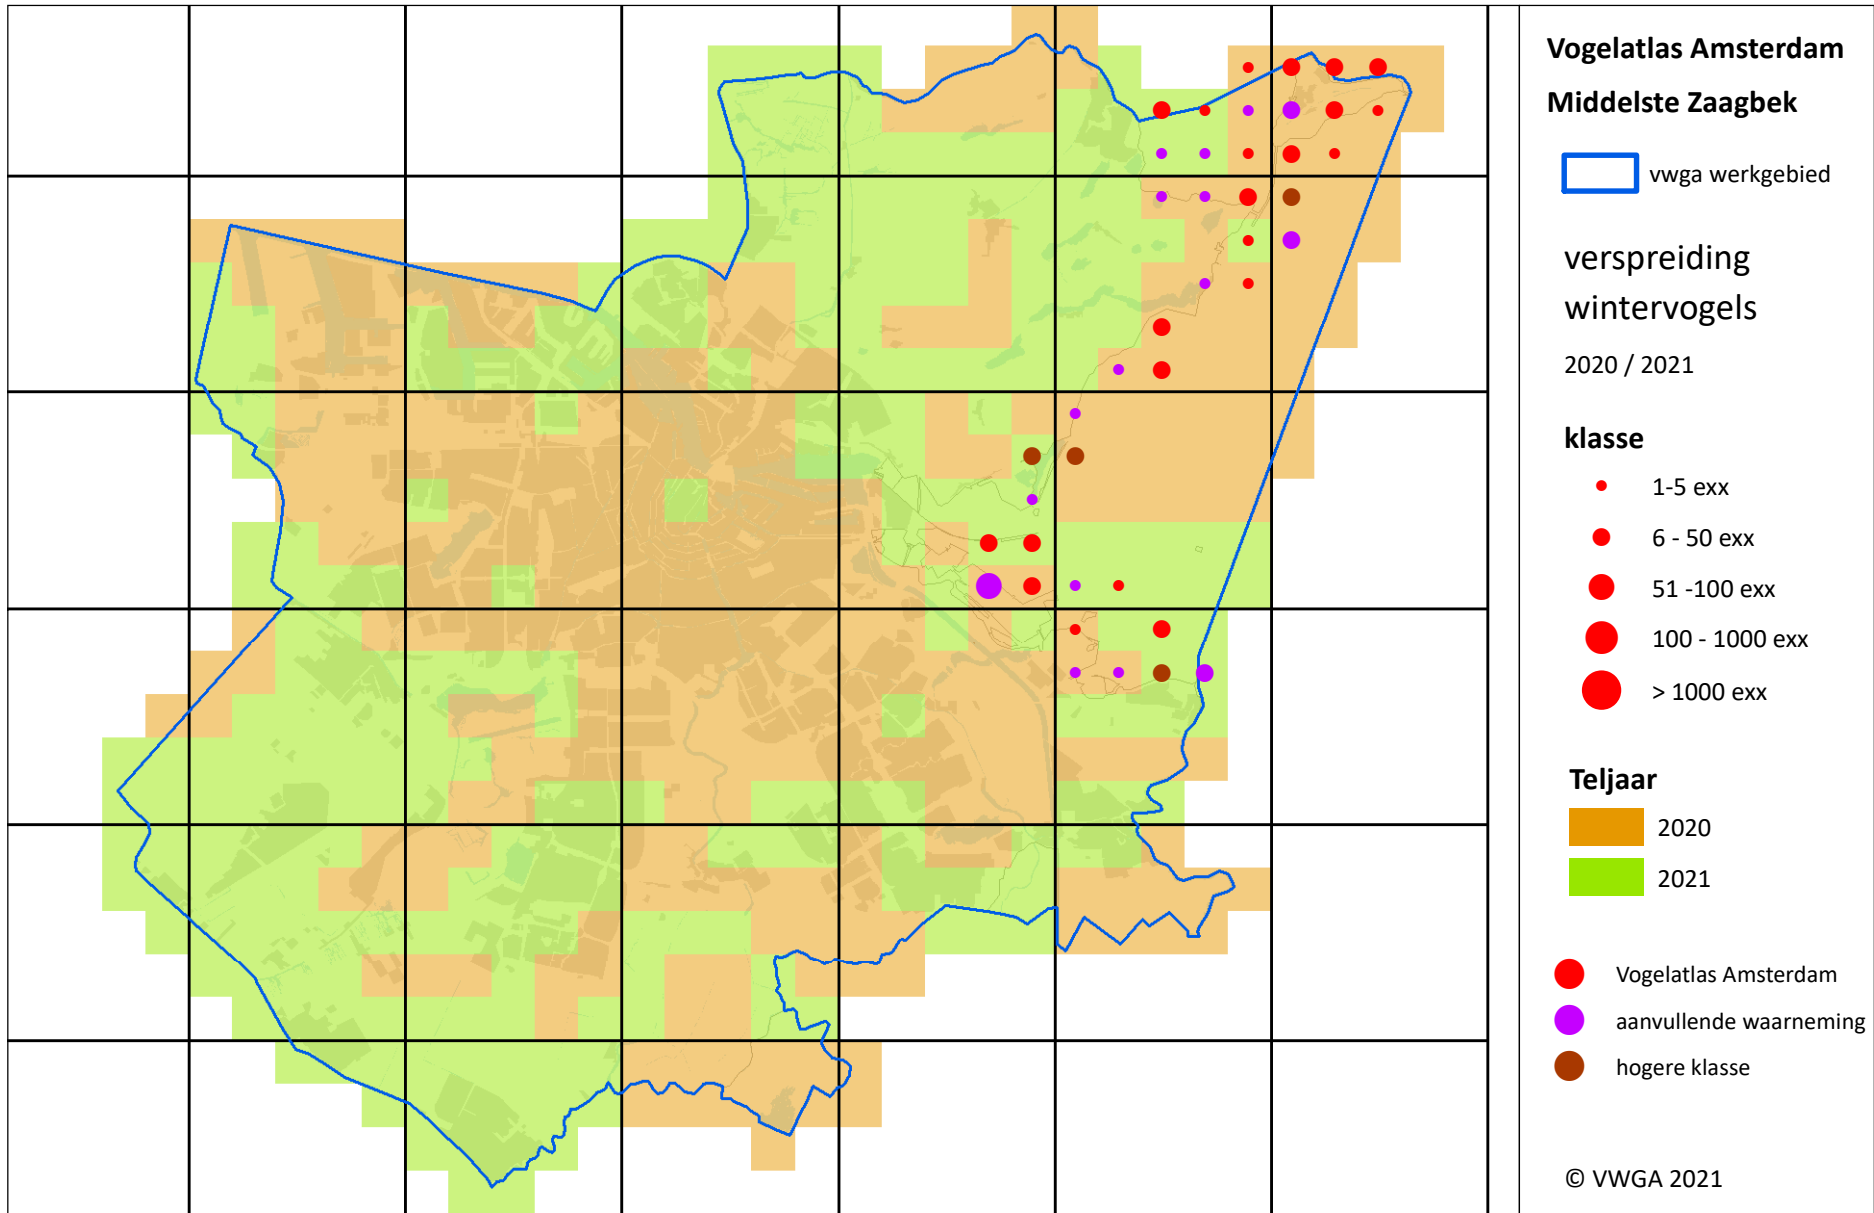 Vogelatlas Amsterdam
Middelste Zaagbek
vwga werkgebied
verspreiding
wintervogels
2020 / 2021
klasse
1-5 exx
6 - 50 exx
51 -100 exx
100 - 1000 exx
> 1000 exx
Teljaar
2020
2021
Vogelatlas Amsterdam
aanvullende waarneming
hogere klasse
© VWGA 2021